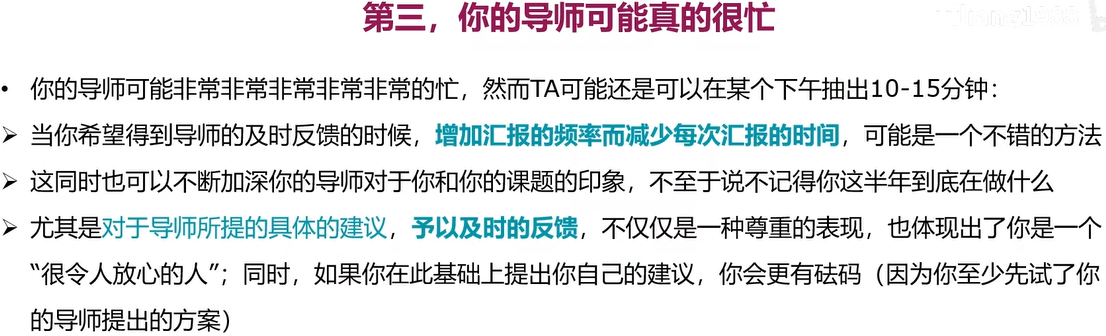 第三，你的导师可能真的很忙
• 你的导师可能非常非常非常非常非常的忙，然而TA可能还是可以在某个下午抽出10-15分钟：
➢ 当你希望得到导师的及时反馈的时候，增加汇报的频率而减少每次汇报的时间，可能是一个不错的方法
➢ 这同时也可以不断加深你的导师对于你和你的课题的印象，不至于说不记得你这半年到底在做什么
➢ 尤其是对于导师所提的具体的建议，予以及时的反馈，不仅仅是一种尊重的表现，也体现出了你是一个
“很令人放心的人”；同时，如果你在此基础上提出你自己的建议，你会更有砝码（因为你至少先试了你
的导师提出的方案）